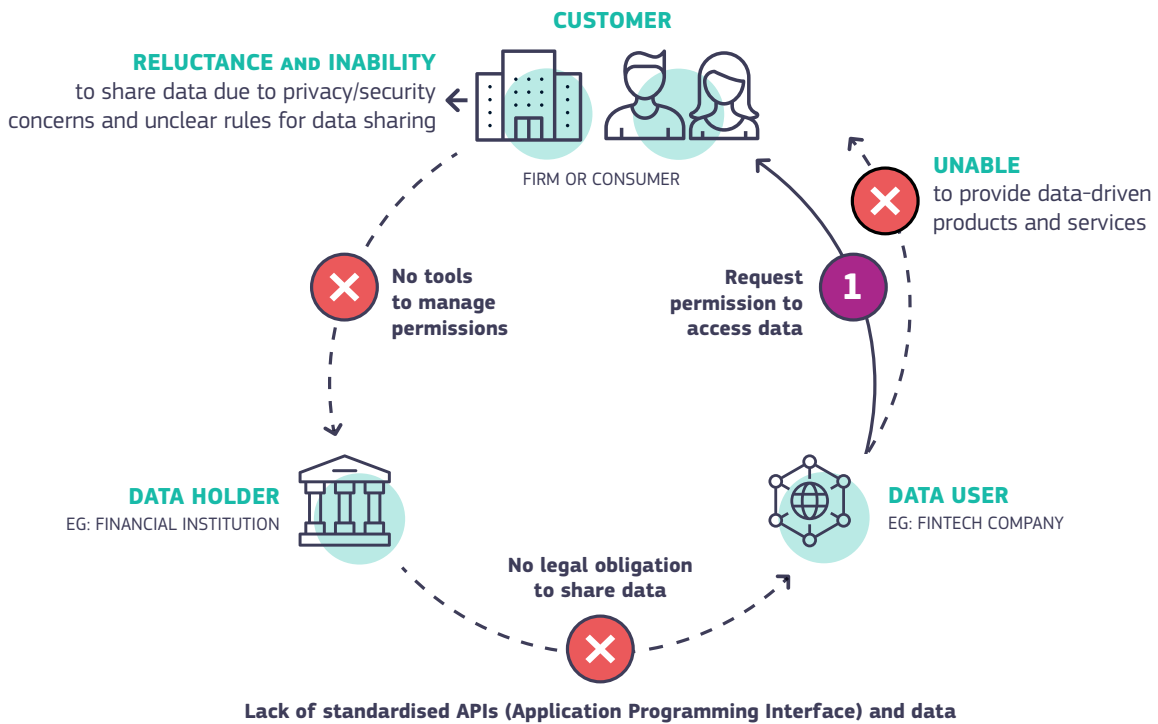 CUSTOMER
RELUCTANCE AND INABILITY
to share data due to privacy/security
concerns and unclear rules for data sharing
FIRM OR CONSUMER
UNABLE
to provide data-driven
products and services
No tools
to manage
permissions
Request
permission to
access data
1
DATA HOLDER
EG: FINANCIAL INSTITUTION
DATA USER
EG: FINTECH COMPANY
No legal obligation
to share data
Lack of standardised APIs (Application Programming Interface) and data